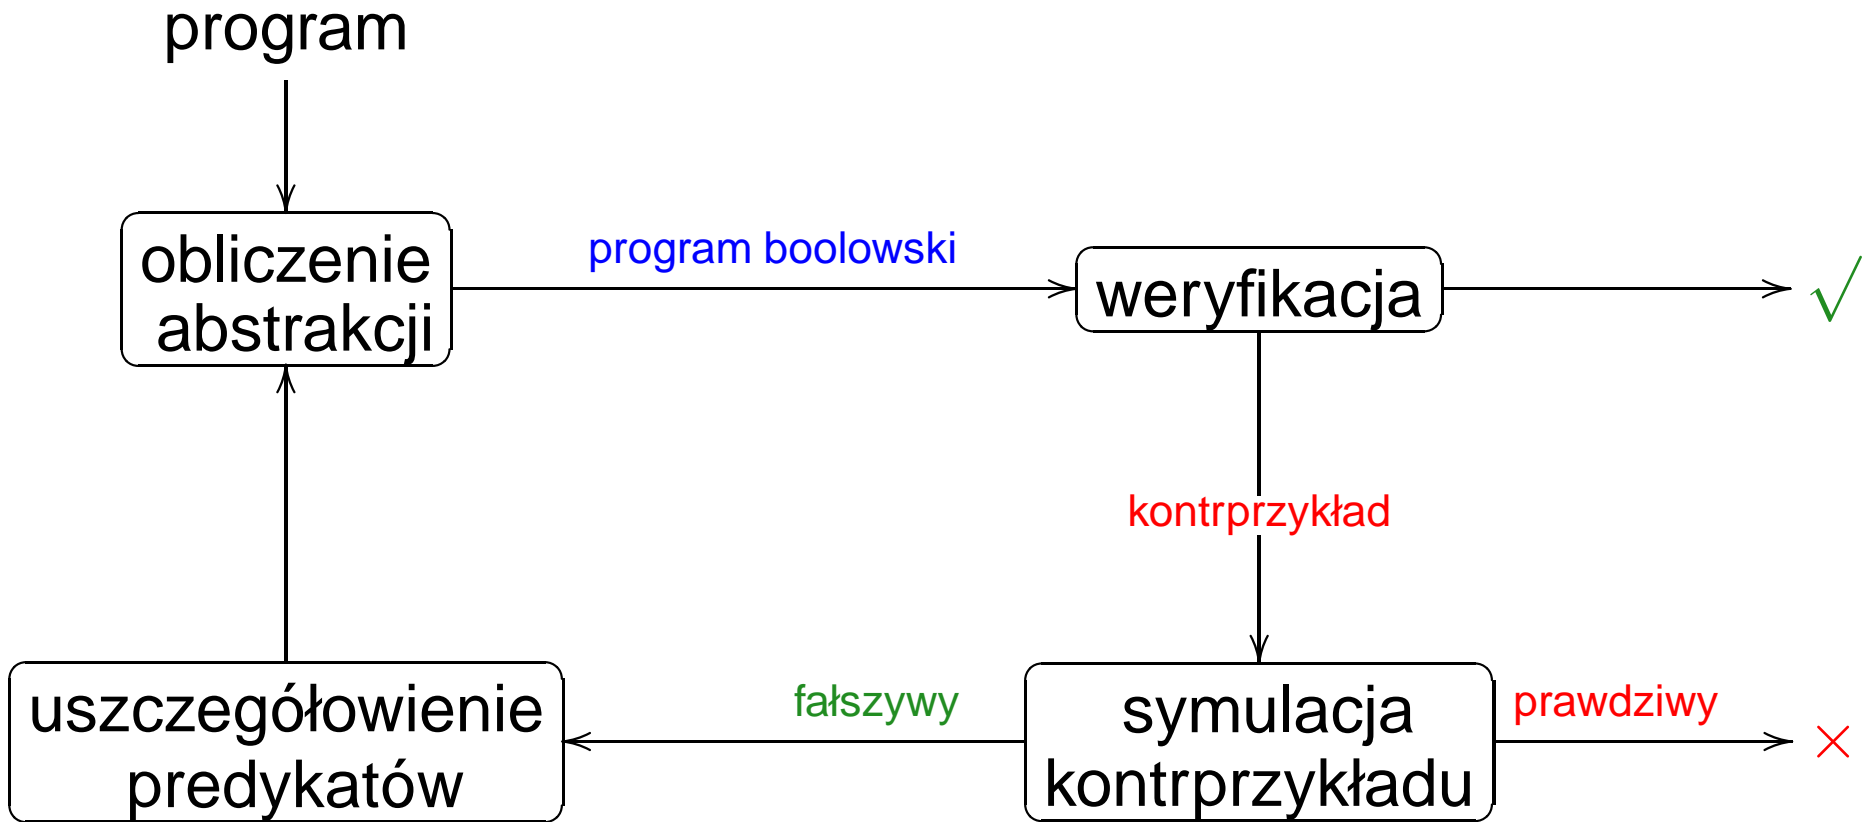 program
obliczenie
abstrakcji
program boolowski
weryfikacja
√
kontrprzykład
uszczegółowienie
predykatów
fałszywy
symulacja
kontrprzykładu
prawdziwy
×